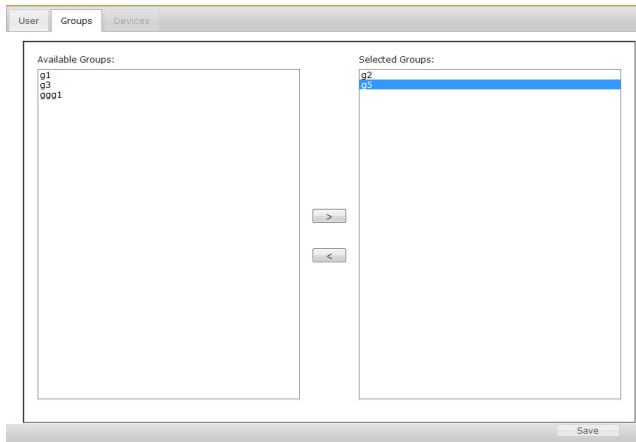 User Groups Devices
Available Groups:
g1
g3
ggg1
>
<
Selected Groups:
g2
g5
Save